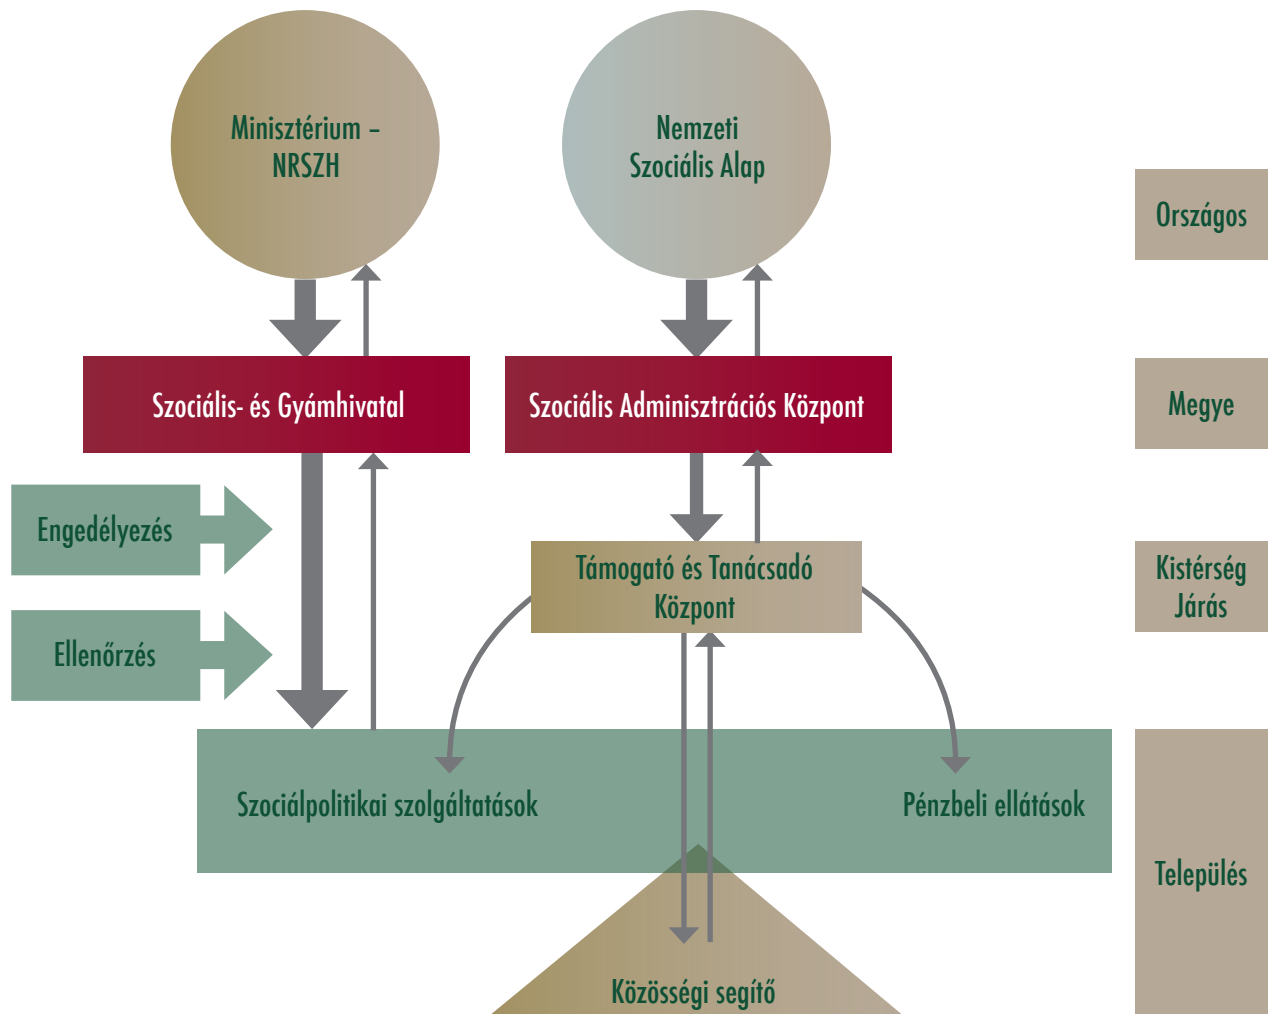 Minisztérium –
NRSZH
Nemzeti
Szociális Alap
Országos
Szociális- és Gyámhivatal
Szociális Adminisztrációs Központ
Megye
Engedélyezés
Támogató és Tanácsadó
Központ
Kistérség
Járás
Ellenőrzés
Szociálpolitikai szolgáltatások
Pénzbeli ellátások
Település
Közösségi segítő